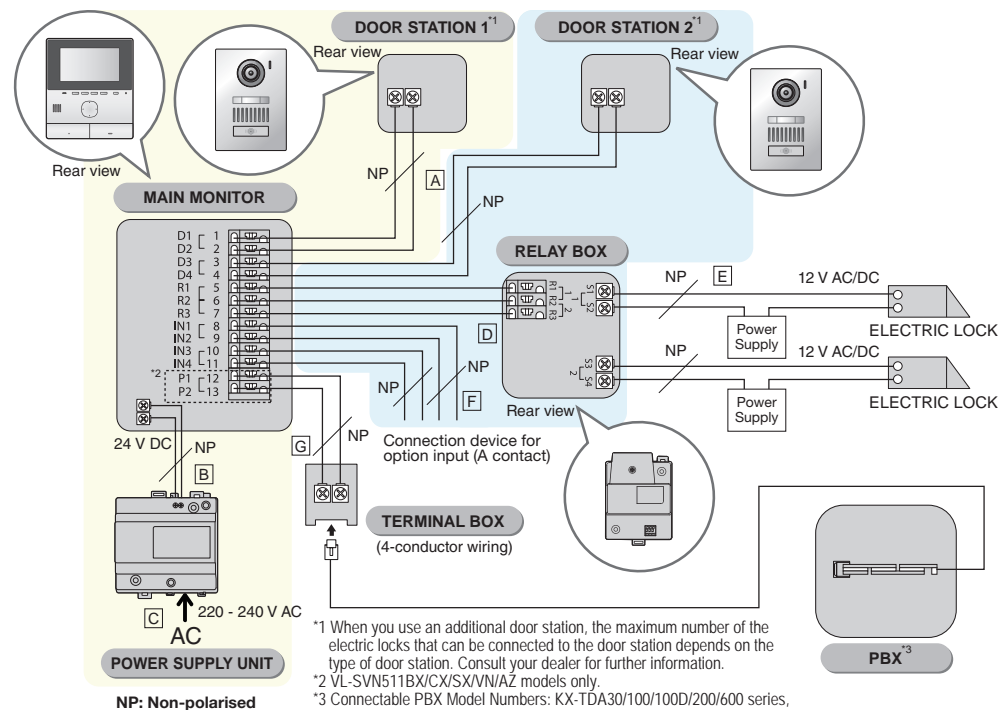 DOOR STATION 1*1
DOOR STATION 2*1
Rear view
Rear view
Rear view
NP
A
NP
MAIN MONITOR
D1 1
D2 2
D3 3
D4 4
R1 5
R2 6
R3 7
IN1 8
IN2 9
IN3 10
IN4 11
*2
P1 12
P2 13
RELAY BOX
R1
R2
R3
1
2
S1
S2
1
S3
S4
2
D
Rear view
NP
E
12 V AC/DC
Power
Supply
ELECTRIC LOCK
NP
12 V AC/DC
Power
Supply
ELECTRIC LOCK
NP
NP
F
Connection device for
option input (A contact)
24 V DC
NP
B
G
NP
TERMINAL BOX
(4-conductor wiring)
C
220 - 240 V AC
AC
POWER SUPPLY UNIT
NP: Non-polarised
PBX*3
*1 When you use an additional door station, the maximum number of the
electric locks that can be connected to the door station depends on the
type of door station. Consult your dealer for further information.
*2 VL-SVN511BX/CX/SX/VN/AZ models only.
*3 Connectable PBX Model Numbers: KX-TDA30/100/100D/200/600 series,